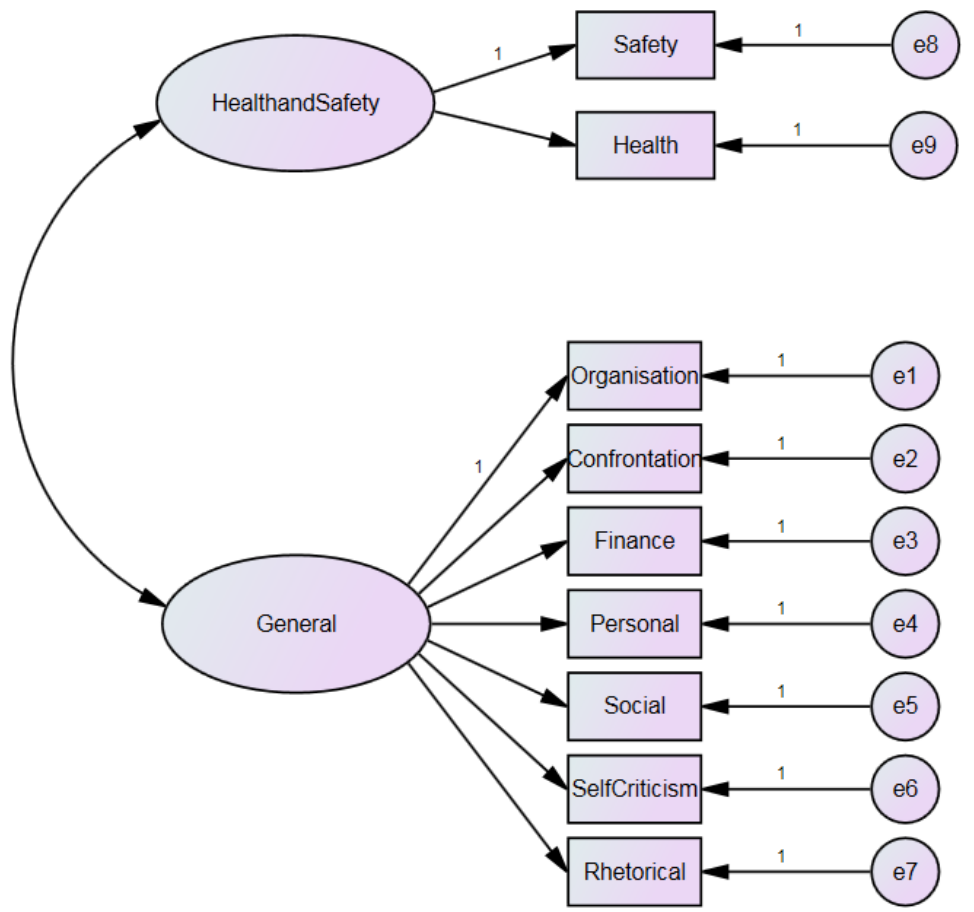 Safety
1
1
e8
HealthandSafety
Health
1
e9
Organisation
1
e1
Confrontation
1
e2
1
Finance
1
e3
General
Personal
1
e4
Social
1
e5
SelfCriticism
1
e6
Rhetorical
1
e7